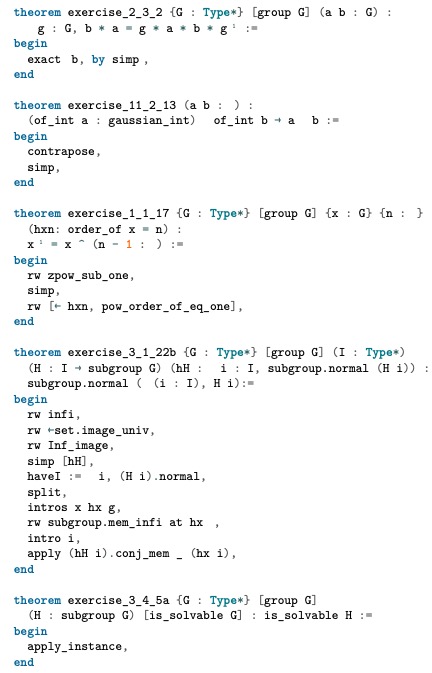 theorem exercise_2_3_2 {G : Type*} [group G] (a b : G) :
g : G, b * a = g * a * b * g ¹ :=
begin
exact b, by simp ,
end
theorem exercise_11_2_13 (a b : ) :
(of_int a : gaussian_int) of_int b → a b :=
begin
contrapose,
simp,
end
theorem exercise_1_1_17 {G : Type*} [group G] {x : G} {n : }
(hxn: order_of x = n) :
x ¹ = x ^ (n - 1 : ) :=
begin
rw zpow_sub_one,
simp,
rw [← hxn, pow_order_of_eq_one],
end
theorem exercise_3_1_22b {G : Type*} [group G] (I : Type*)
(H : I → subgroup G) (hH : i : I, subgroup.normal (H i)) :
subgroup.normal ( (i : I), H i):=
begin
rw infi,
rw ←set.image_univ,
rw Inf_image,
simp [hH],
haveI := i, (H i).normal,
split,
intros x hx g,
rw subgroup.mem_infi at hx ,
intro i,
apply (hH i).conj_mem _ (hx i),
end
theorem exercise_3_4_5a {G : Type*} [group G]
(H : subgroup G) [is_solvable G] : is_solvable H :=
begin
apply_instance,
end